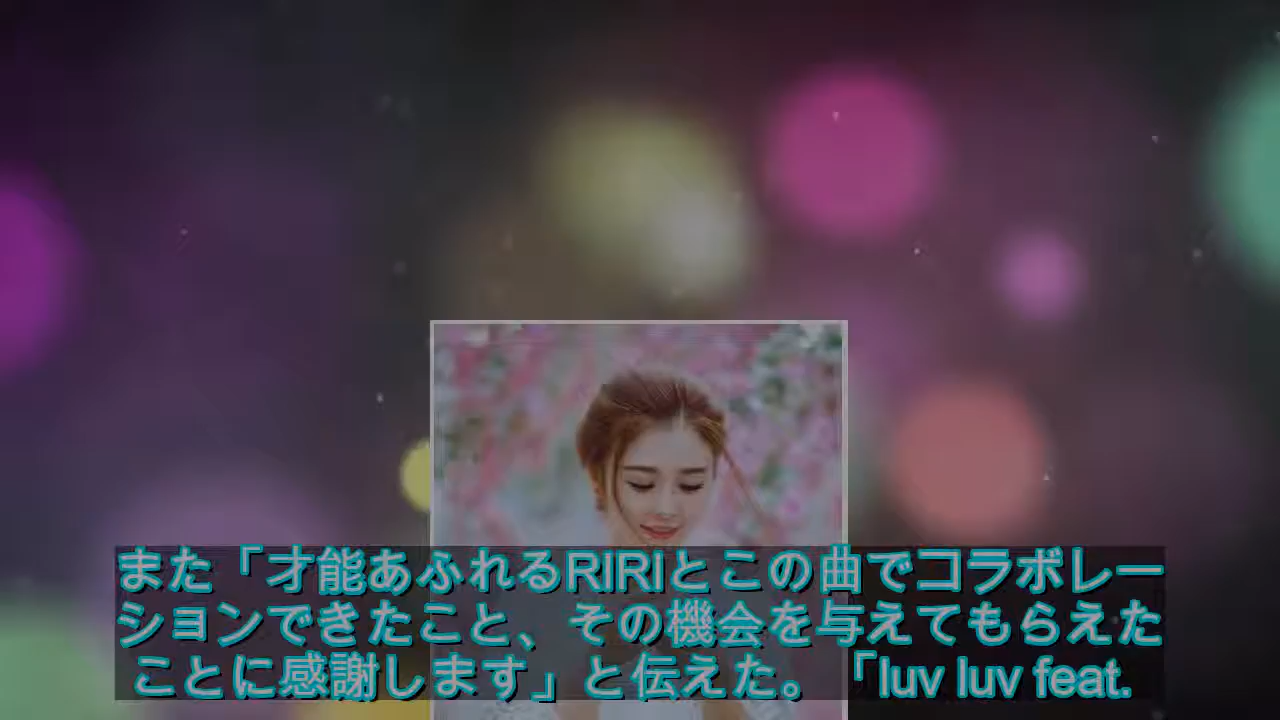 また「才能あふれるRIRIとこの曲でコラボレー
ションできたこと、その機会を与えてもらえた
ことに感謝します」と伝えた。「luv luv feat.